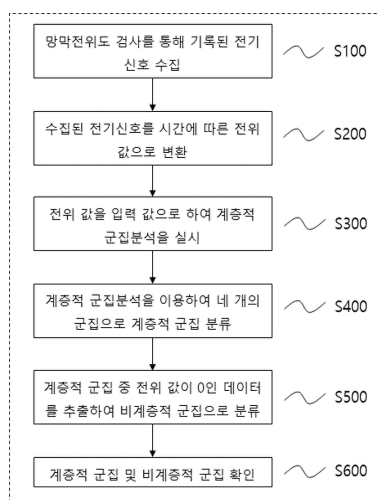 망막전위도 검사를 통해 기록된 전기
신호 수집
S100
수집된 전기신호를 시간에 따른 전위
값으로 변환
S200
전위 값을 입력 값으로 하여 계층적
군집분석을 실시
S300
계층적 군집분석을 이용하여 네 개의
군집으로 계층적 군집 분류
S400
계층적 군집 중 전위 값이 0인 데이터
를 추출하여 비계층적 군집으로 분류
S500
계층적 군집 및 비계층적 군집 확인
S600